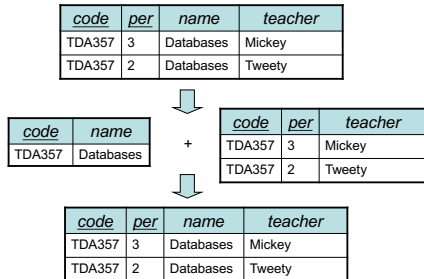 code per name teacher
TDA357 3 Databases Mickey
TDA357 2 Databases Tweety
code name
TDA357 Databases
+
code per teacher
TDA357 3 Mickey
TDA357 2 Tweety
code per name teacher
TDA357 3 Databases Mickey
TDA357 2 Databases Tweety